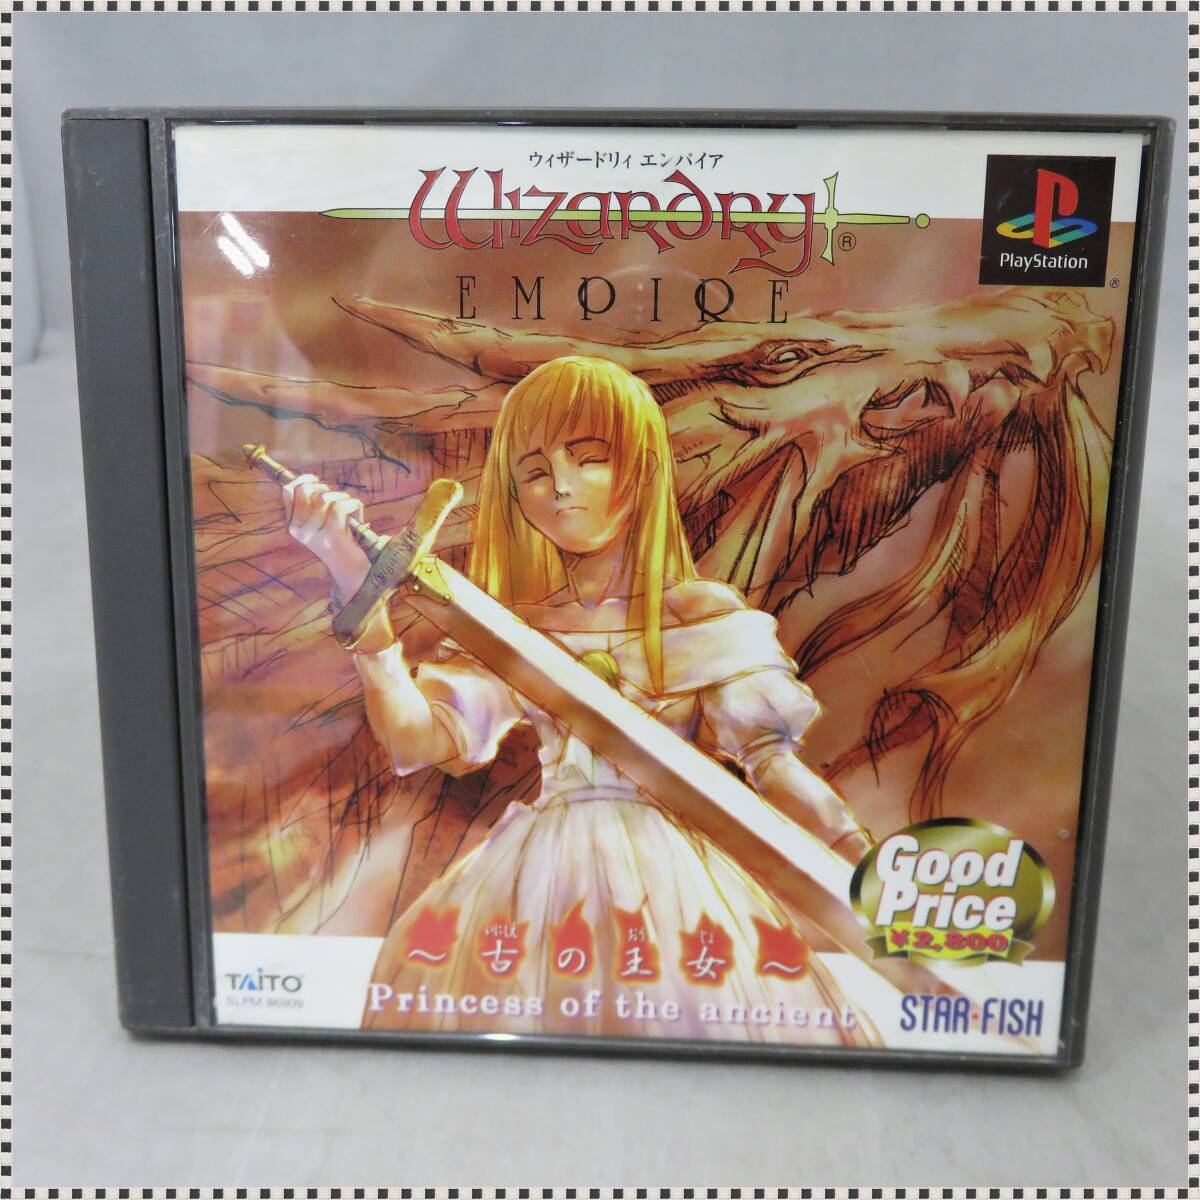 ウィザードリィ エンパイア
Wizardry®
EMPIRE
PlayStation®
Good
Price
¥2,800
～古の王女～
いにしえ おう じょ
Princess of the ancient
TAITO
SLPM 86909
STAR·FISH